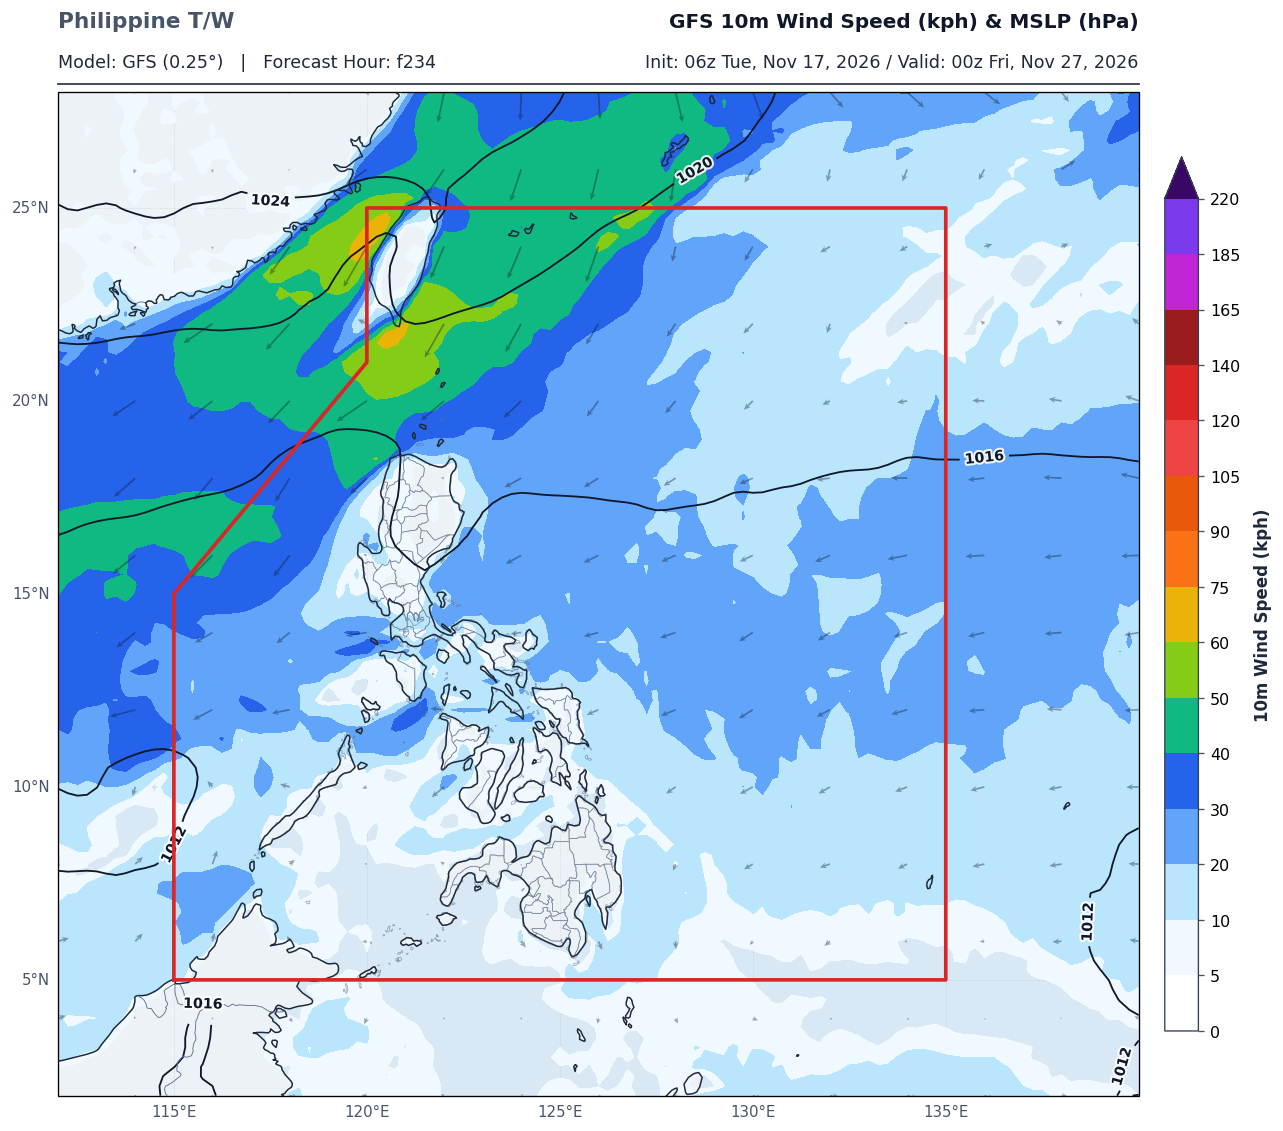 Philippine T/W
GFS 10m Wind Speed (kph) & MSLP (hPa)
Model: GFS (0.25°) | Forecast Hour: f234
Init: 06z Tue, Nov 17, 2026 / Valid: 00z Fri, Nov 27, 2026
1024
1020
1016
1012
1012
1016
1012
25°N
20°N
15°N
10°N
5°N
115°E
120°E
125°E
130°E
135°E
220
185
165
140
120
105
90
75
60
50
40
30
20
10
5
0
10m Wind Speed (kph)